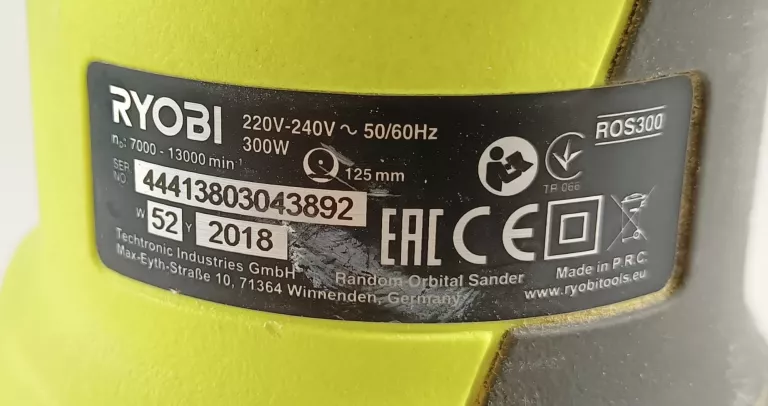 RYOBI
220V-240V ~ 50/60Hz
n₀: 7000 - 13000 min⁻¹
300W
125 mm
SER
NO
44413803043892
W 52 Y 2018
Techtronic Industries GmbH
Max-Eyth-Straße 10, 71364 Winnenden, Germany
ROS300
TR 066
EAC CE
Random Orbital Sander
Made in P.R.C.
www.ryobitools.eu